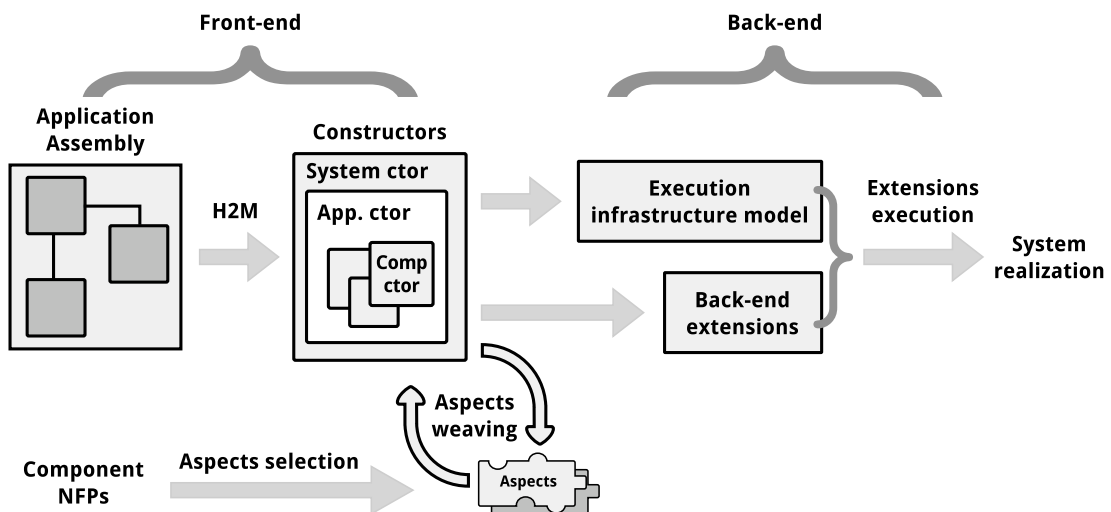 Front-end
Back-end
Application
Assembly
Constructors
System ctor
App. ctor
Comp
ctor
H2M
Execution
infrastructure model
Back-end
extensions
Extensions
execution
System
realization
Aspects
weaving
Component
NFPs
Aspects selection
Aspects